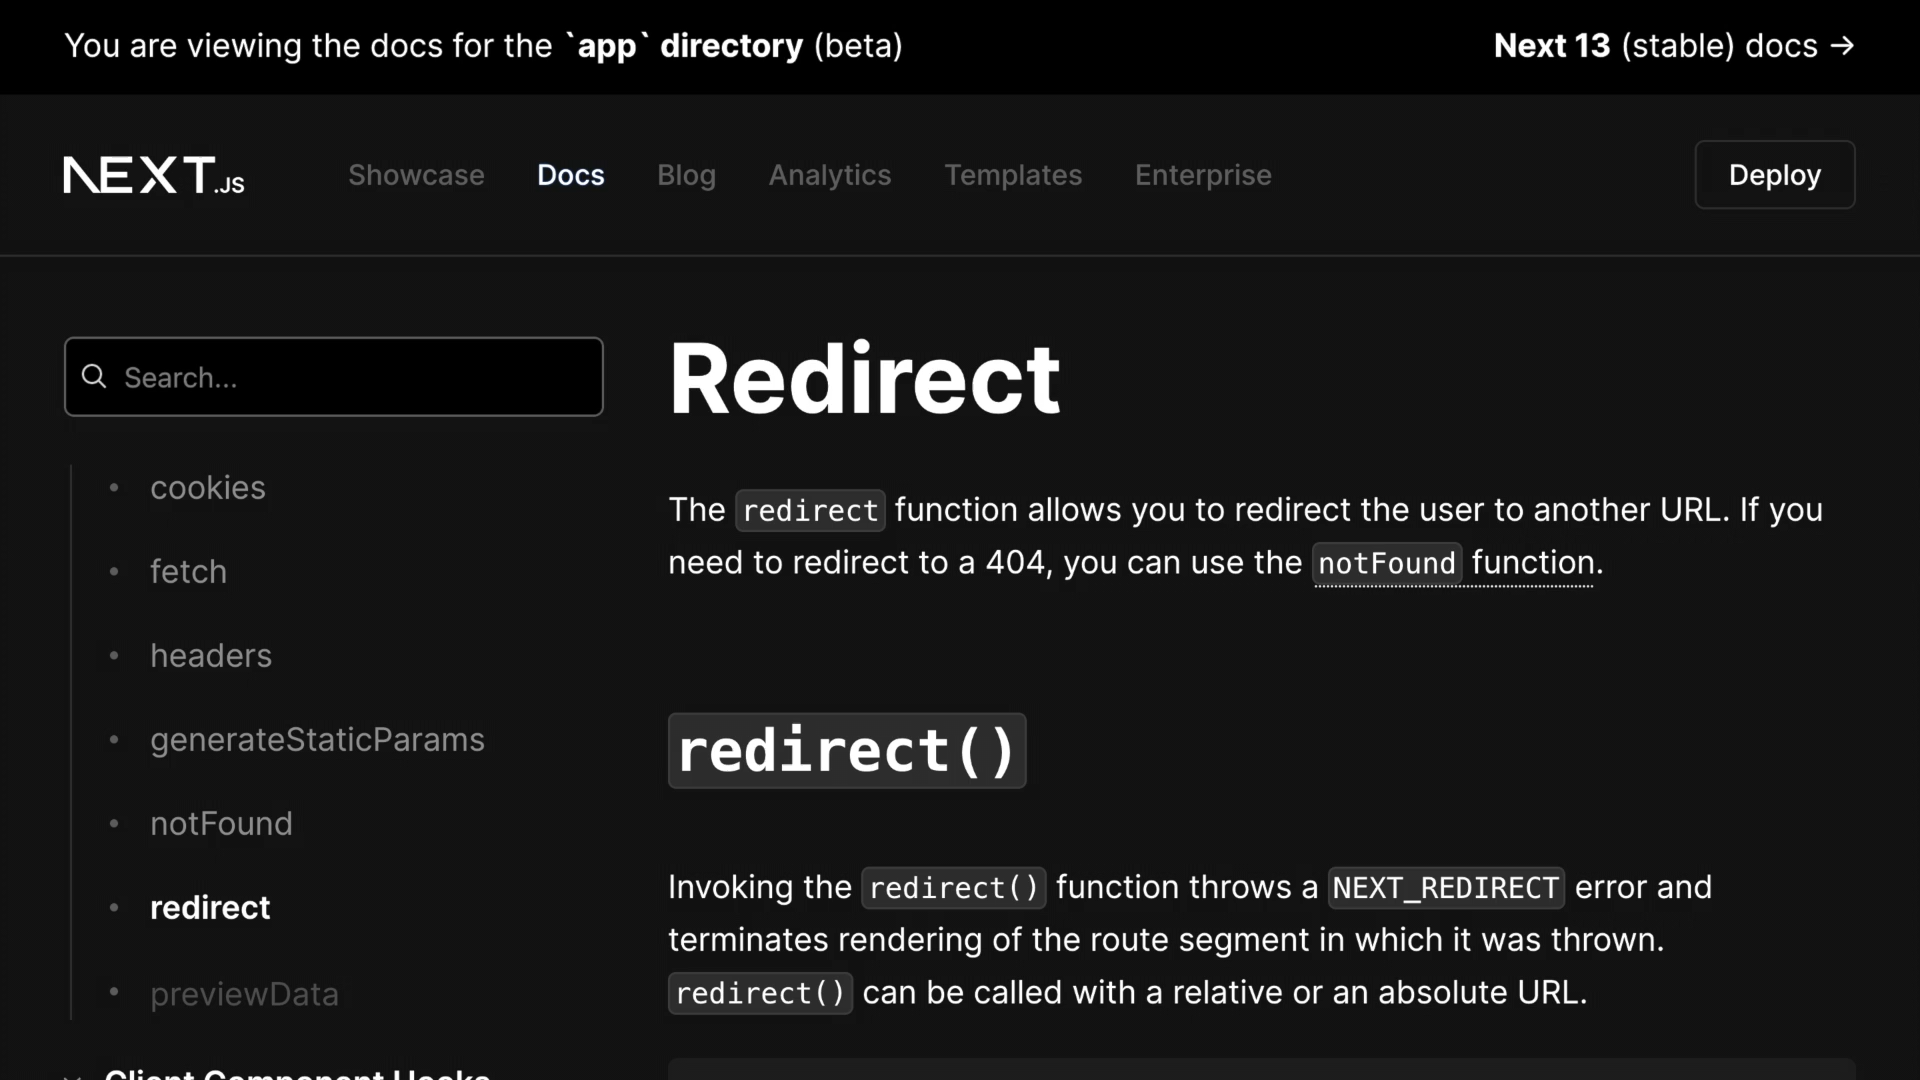 You are viewing the docs for the `app` directory (beta)
Next 13 (stable) docs →
NEXT.JS
Showcase
Docs
Blog
Analytics
Templates
Enterprise
Deploy
Search...
• cookies
• fetch
• headers
• generateStaticParams
• notFound
• redirect
• previewData
Client Component Hooks
Redirect
The redirect function allows you to redirect the user to another URL. If you
need to redirect to a 404, you can use the notFound function.
redirect()
Invoking the redirect() function throws a NEXT_REDIRECT error and
terminates rendering of the route segment in which it was thrown.
redirect() can be called with a relative or an absolute URL.